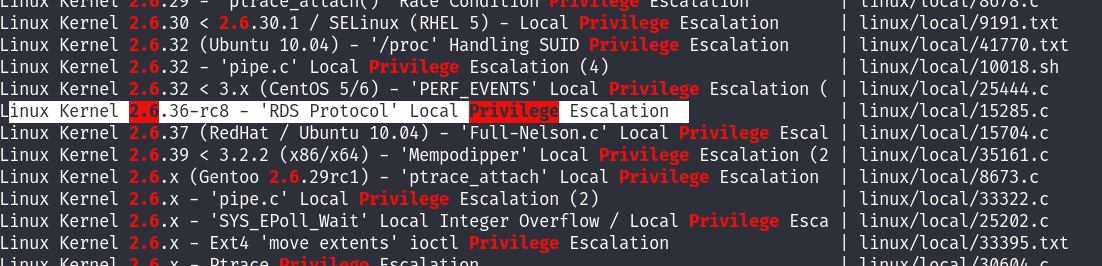 Linux Kernel 2.6.29 - 'ptrace_attach()' Race Condition Privilege Escalation | linux/local/8678.c
Linux Kernel 2.6.30 < 2.6.30.1 / SELinux (RHEL 5) - Local Privilege Escalation | linux/local/9191.txt
Linux Kernel 2.6.32 (Ubuntu 10.04) - '/proc' Handling SUID Privilege Escalation | linux/local/41770.txt
Linux Kernel 2.6.32 - 'pipe.c' Local Privilege Escalation (4) | linux/local/10018.sh
Linux Kernel 2.6.32 < 3.x (CentOS 5/6) - 'PERF_EVENTS' Local Privilege Escalation ( | linux/local/25444.c
Linux Kernel 2.6.36-rc8 - 'RDS Protocol' Local Privilege Escalation | linux/local/15285.c
Linux Kernel 2.6.37 (RedHat / Ubuntu 10.04) - 'Full-Nelson.c' Local Privilege Escal | linux/local/15704.c
Linux Kernel 2.6.39 < 3.2.2 (x86/x64) - 'Mempodipper' Local Privilege Escalation (2 | linux/local/35161.c
Linux Kernel 2.6.x (Gentoo 2.6.29rc1) - 'ptrace_attach' Local Privilege Escalation | linux/local/8673.c
Linux Kernel 2.6.x - 'pipe.c' Local Privilege Escalation (2) | linux/local/33322.c
Linux Kernel 2.6.x - 'SYS_EPoll_Wait' Local Integer Overflow / Local Privilege Esca | linux/local/25202.c
Linux Kernel 2.6.x - Ext4 'move extents' ioctl Privilege Escalation | linux/local/33395.txt
Linux Kernel 2.6.x - Ptrace Privilege Escalation | linux/local/30604.c